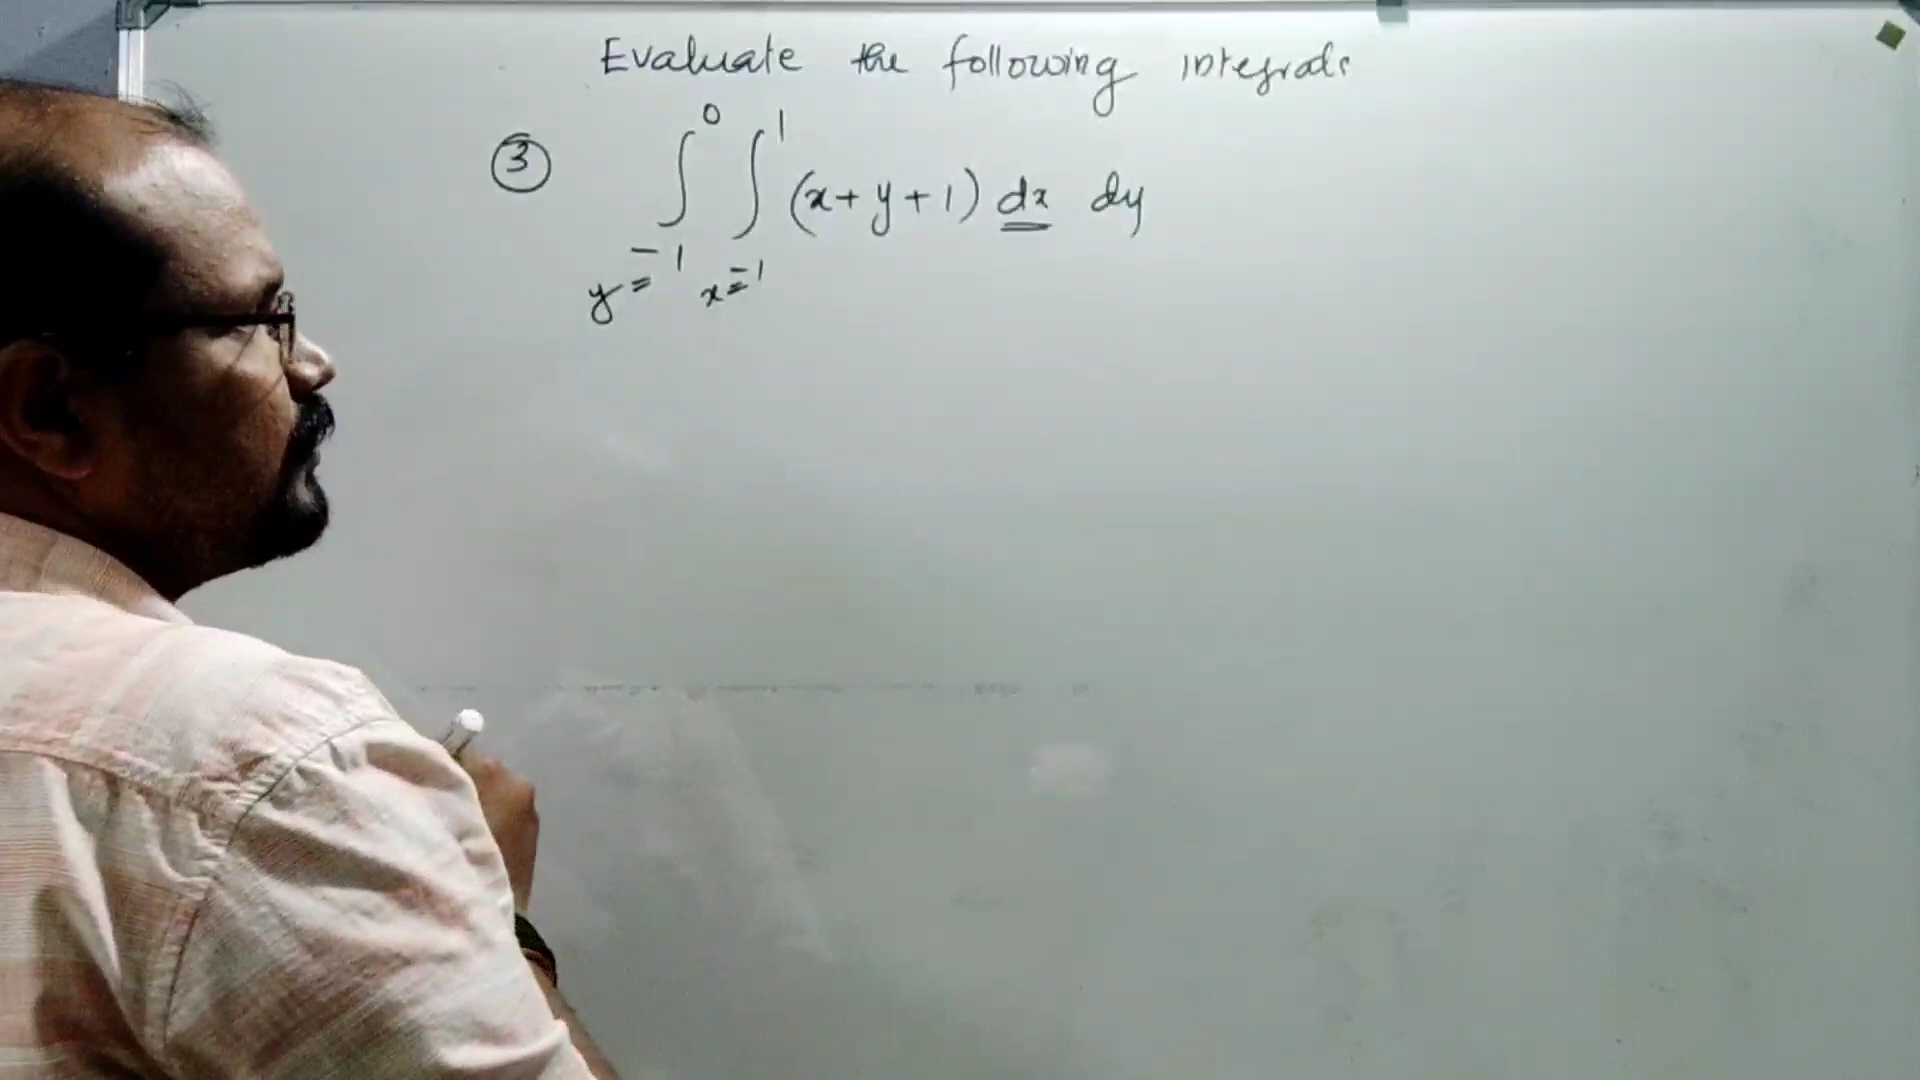 Evaluate the following integrals
③ ∫_{y=-1}^{0} ∫_{x=-1}^{1} (x+y+1) dx dy